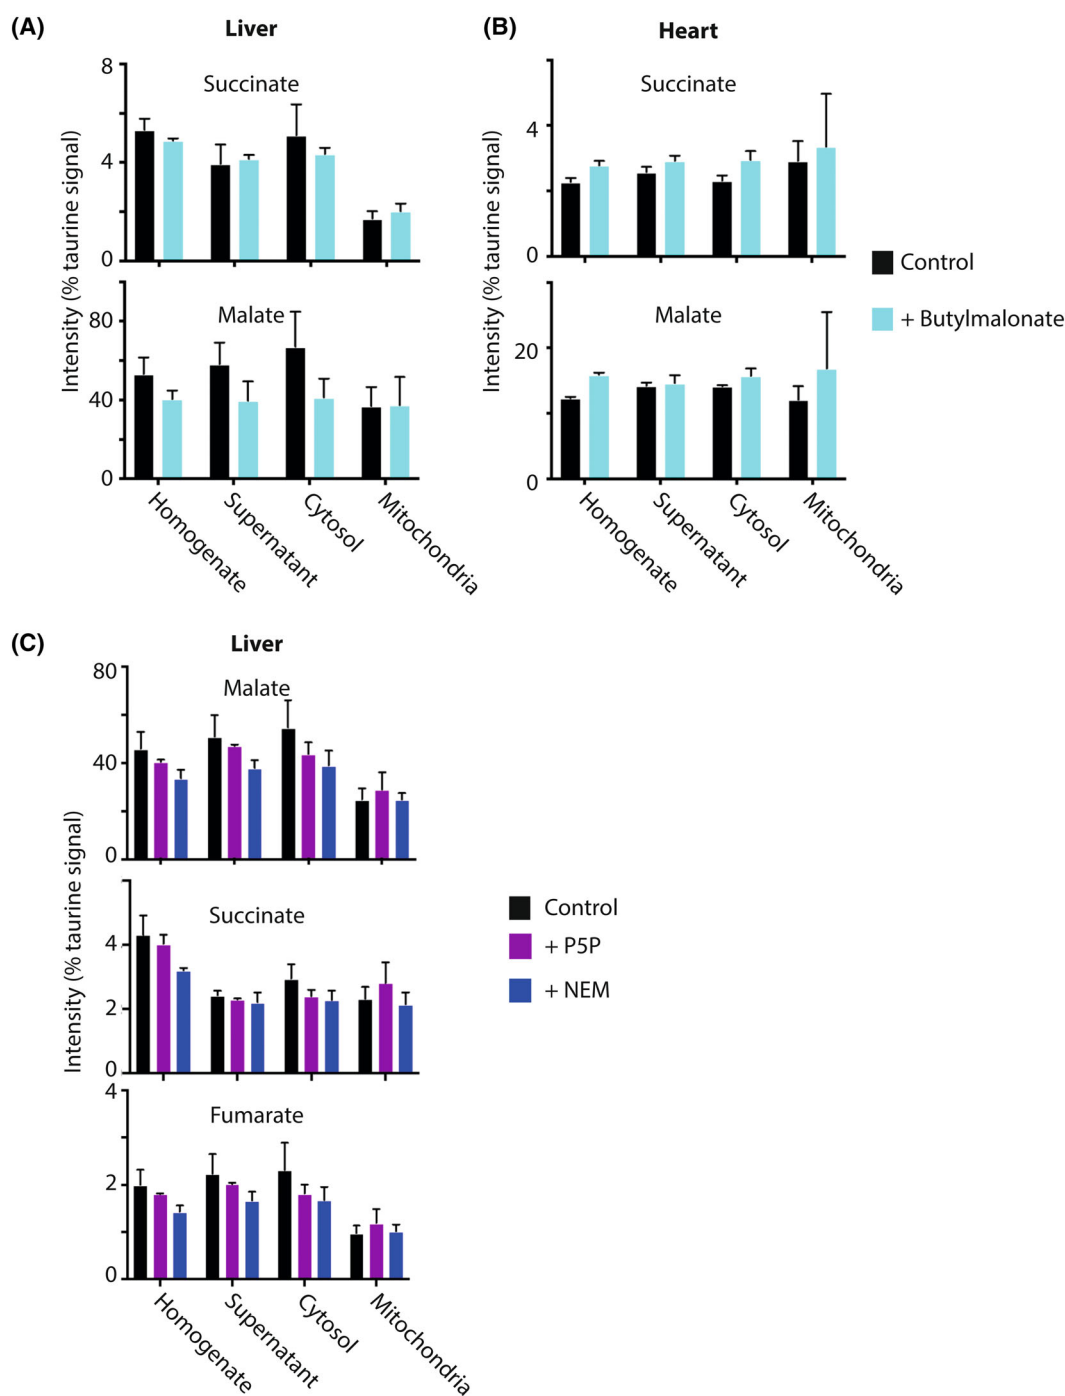 (A)
Liver
8
4
0
Succinate
Intensity (% taurine signal)
80
40
0
Malate
Homogenate
Supernatant
Cytosol
Mitochondria
(B)
Heart
4
0
Succinate
Intensity (% taurine signal)
20
0
Malate
Homogenate
Supernatant
Cytosol
Mitochondria
Control
+ Butylmalonate
(C)
Liver
80
40
0
Malate
Intensity (% taurine signal)
4
2
0
Succinate
4
2
0
Fumarate
Homogenate
Supernatant
Cytosol
Mitochondria
Control
+ P5P
+ NEM